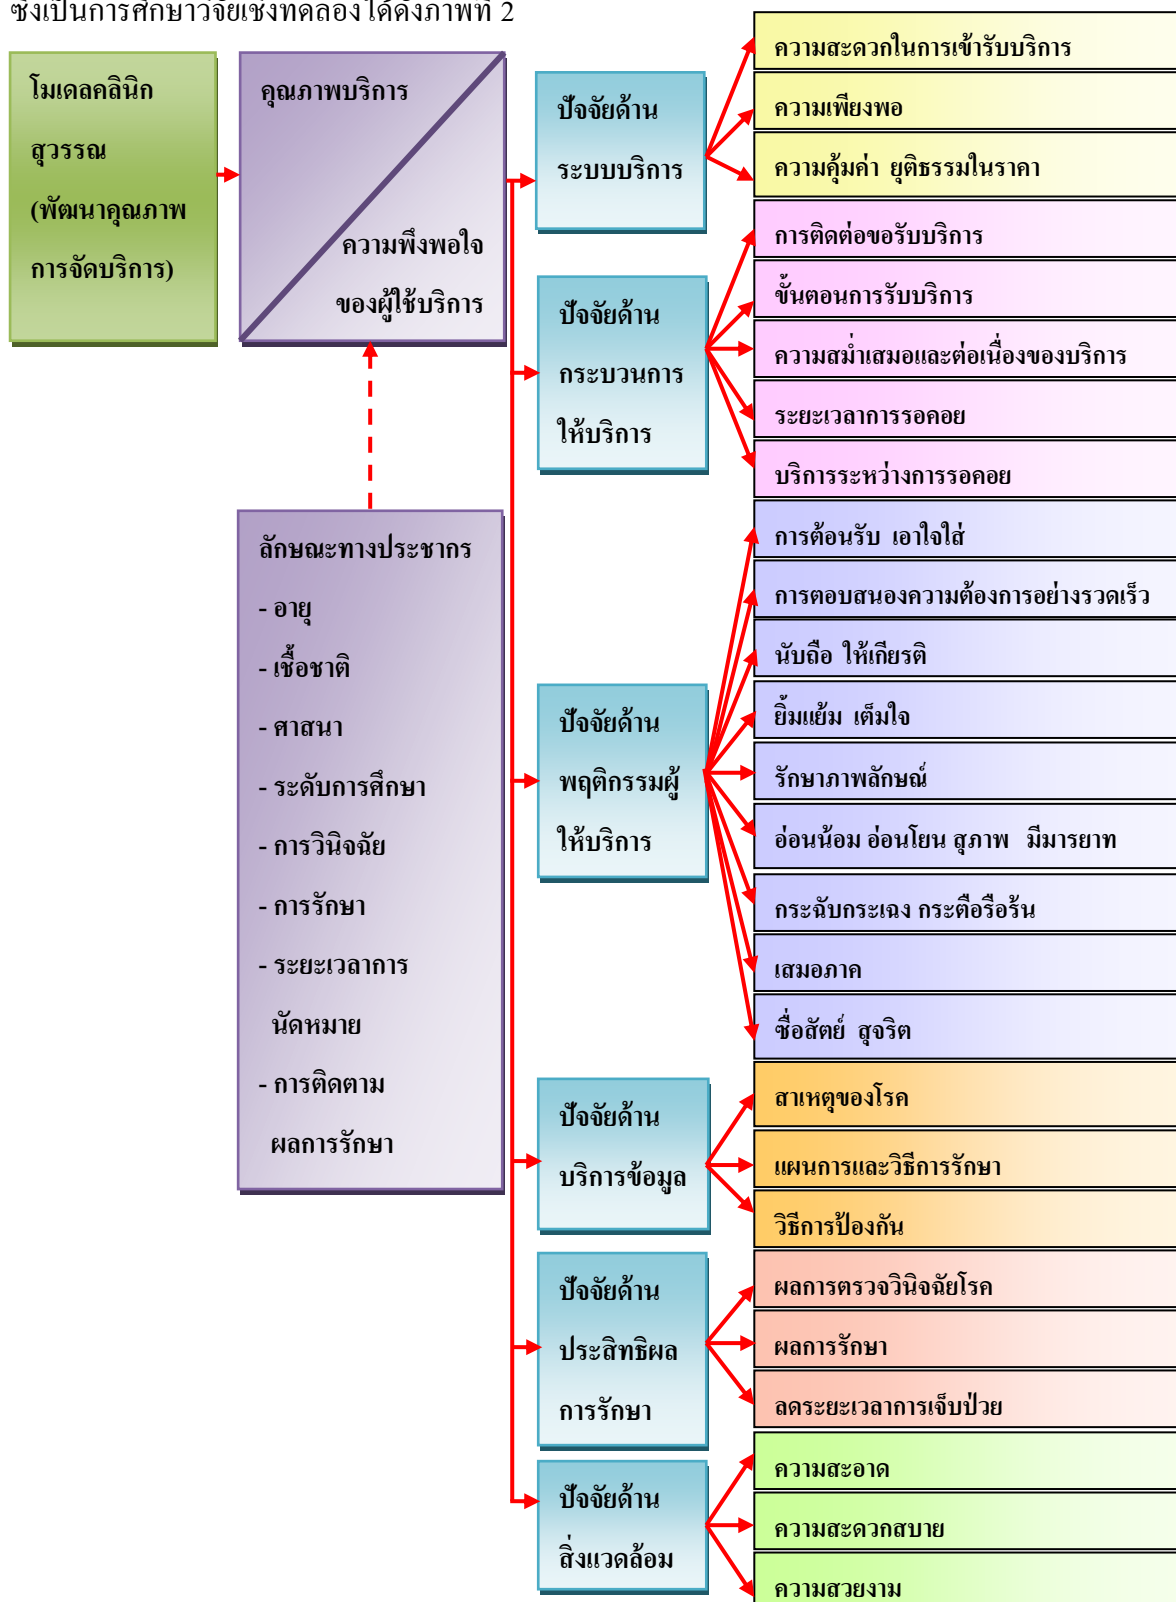 ซึ่งเป็นการศึกษาวิจัยเชิงทดลอง ได้ดังภาพที่ 2
โมเดลคลินิก
สุวรรณ
(พัฒนาคุณภาพ
การจัดบริการ)
คุณภาพบริการ
ความพึงพอใจ
ของผู้ใช้บริการ
ลักษณะทางประชากร
- อายุ
- เชื้อชาติ
- ศาสนา
- ระดับการศึกษา
- การวินิจฉัย
- การรักษา
- ระยะเวลาการ
นัดหมาย
- การติดตาม
ผลการรักษา
ปัจจัยด้าน
ระบบบริการ
ความสะดวกในการเข้ารับบริการ
ความเพียงพอ
ความคุ้มค่า ยุติธรรมในราคา
ปัจจัยด้าน
กระบวนการ
ให้บริการ
การติดต่อขอรับบริการ
ขั้นตอนการรับบริการ
ความสม่ำเสมอและต่อเนื่องของบริการ
ระยะเวลาการรอคอย
บริการระหว่างการรอคอย
ปัจจัยด้าน
พฤติกรรมผู้
ให้บริการ
การต้อนรับ เอาใจใส่
การตอบสนองความต้องการอย่างรวดเร็ว
นับถือ ให้เกียรติ
ยิ้มแย้ม เต็มใจ
รักษาภาพลักษณ์
อ่อนน้อม อ่อนโยน สุภาพ มีมารยาท
กระฉับกระเฉง กระตือรือร้น
เสมอภาค
ซื่อสัตย์ สุจริต
ปัจจัยด้าน
บริการข้อมูล
สาเหตุของโรค
แผนการและวิธีการรักษา
วิธีการป้องกัน
ปัจจัยด้าน
ประสิทธิผล
การรักษา
ผลการตรวจวินิจฉัยโรค
ผลการรักษา
ลดระยะเวลาการเจ็บป่วย
ปัจจัยด้าน
สิ่งแวดล้อม
ความสะอาด
ความสะดวกสบาย
ความสวยงาม